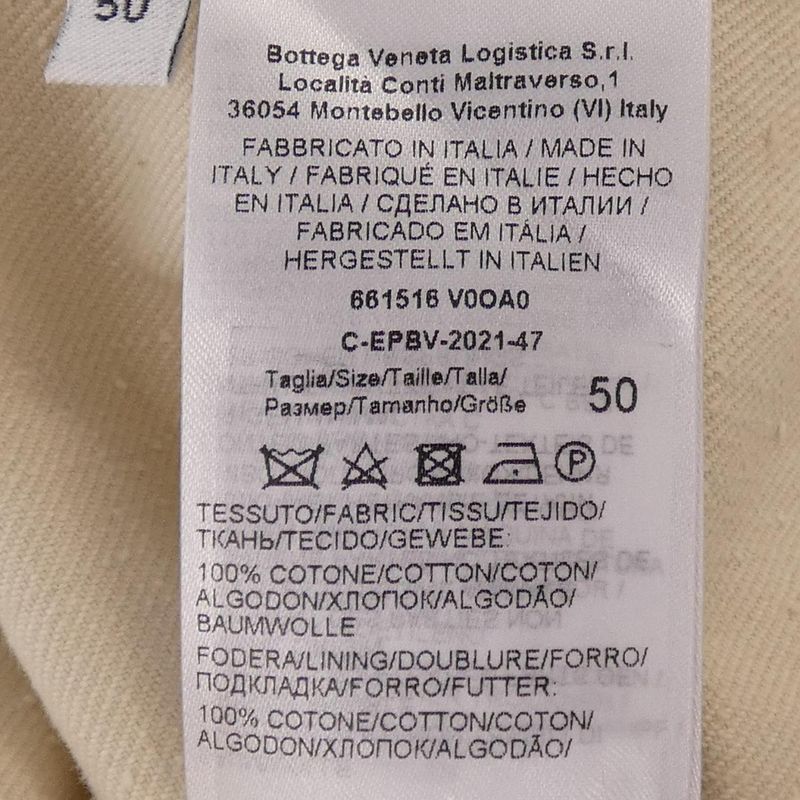 50
Bottega Veneta Logistica S.r.l.
Località Conti Maltraverso,1
36054 Montebello Vicentino (VI) Italy
FABBRICATO IN ITALIA / MADE IN
ITALY / FABRIQUÉ EN ITALIE / HECHO
EN ITALIA / СДЕЛАНО В ИТАЛИИ /
FABRICADO EM ITÁLIA /
HERGESTELLT IN ITALIEN
661516 V0OA0
C-EPBV-2021-47
Taglia/Size/Taille/Talla/
Размер/Tamanho/Größe 50
P
TESSUTO/FABRIC/TISSU/TEJIDO/
ТКАНЬ/TECIDO/GEWEBE:
100% COTONE/COTTON/COTON/
ALGODON/ХЛОПОК/ALGODÃO/
BAUMWOLLE
FODERA/LINING/DOUBLURE/FORRO/
ПОДКЛАДКА/FORRO/FUTTER:
100% COTONE/COTTON/COTON/
ALGODON/ХЛОПОК/ALGODÃO/